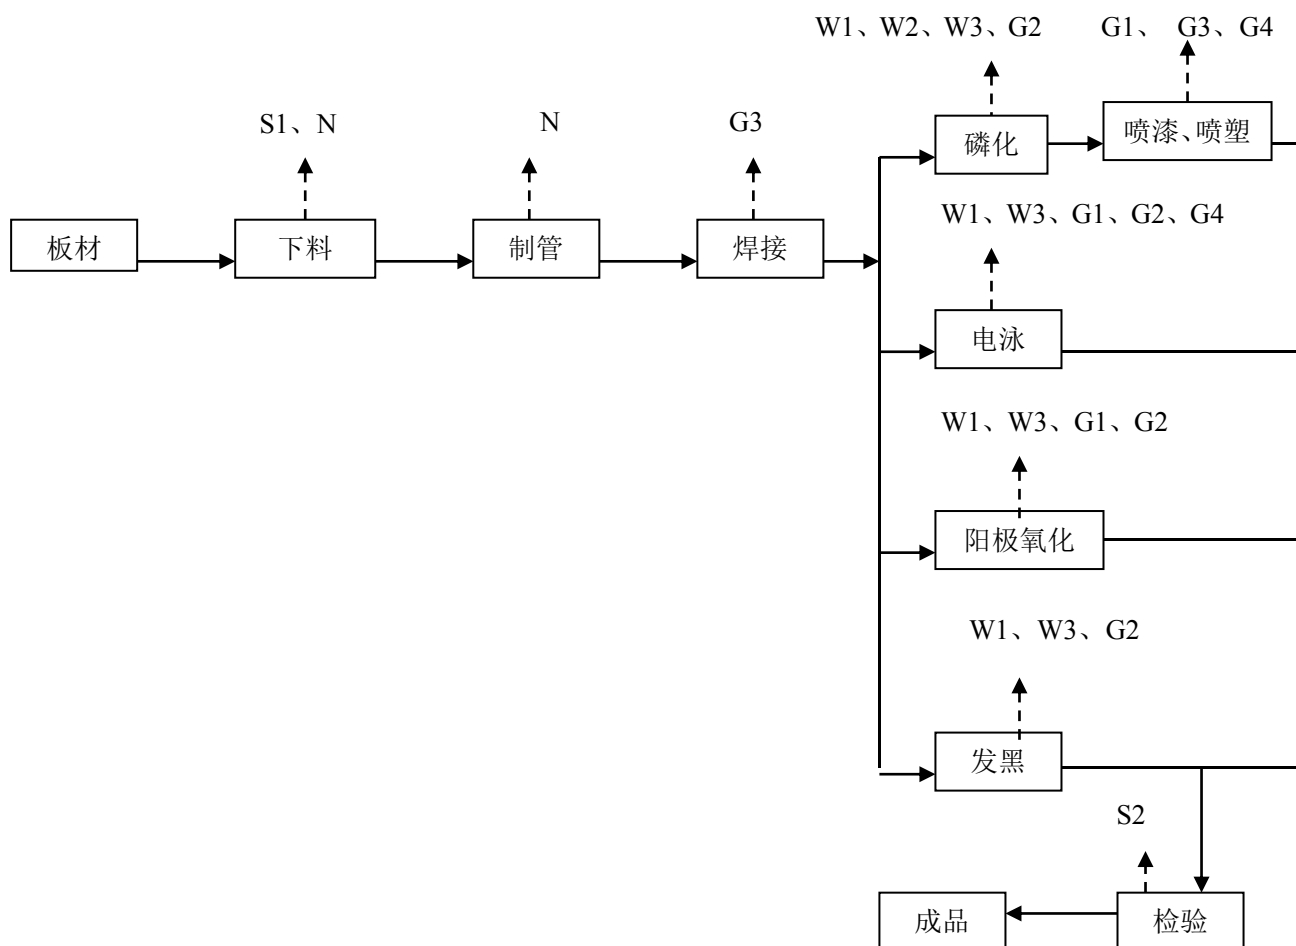 W1、W2、W3、G2
G1、 G3、G4
S1、N
N
G3
磷化
喷漆、喷塑
W1、W3、G1、G2、G4
板材
下料
制管
焊接
电泳
W1、W3、G1、G2
阳极氧化
W1、W3、G2
发黑
S2
成品
检验